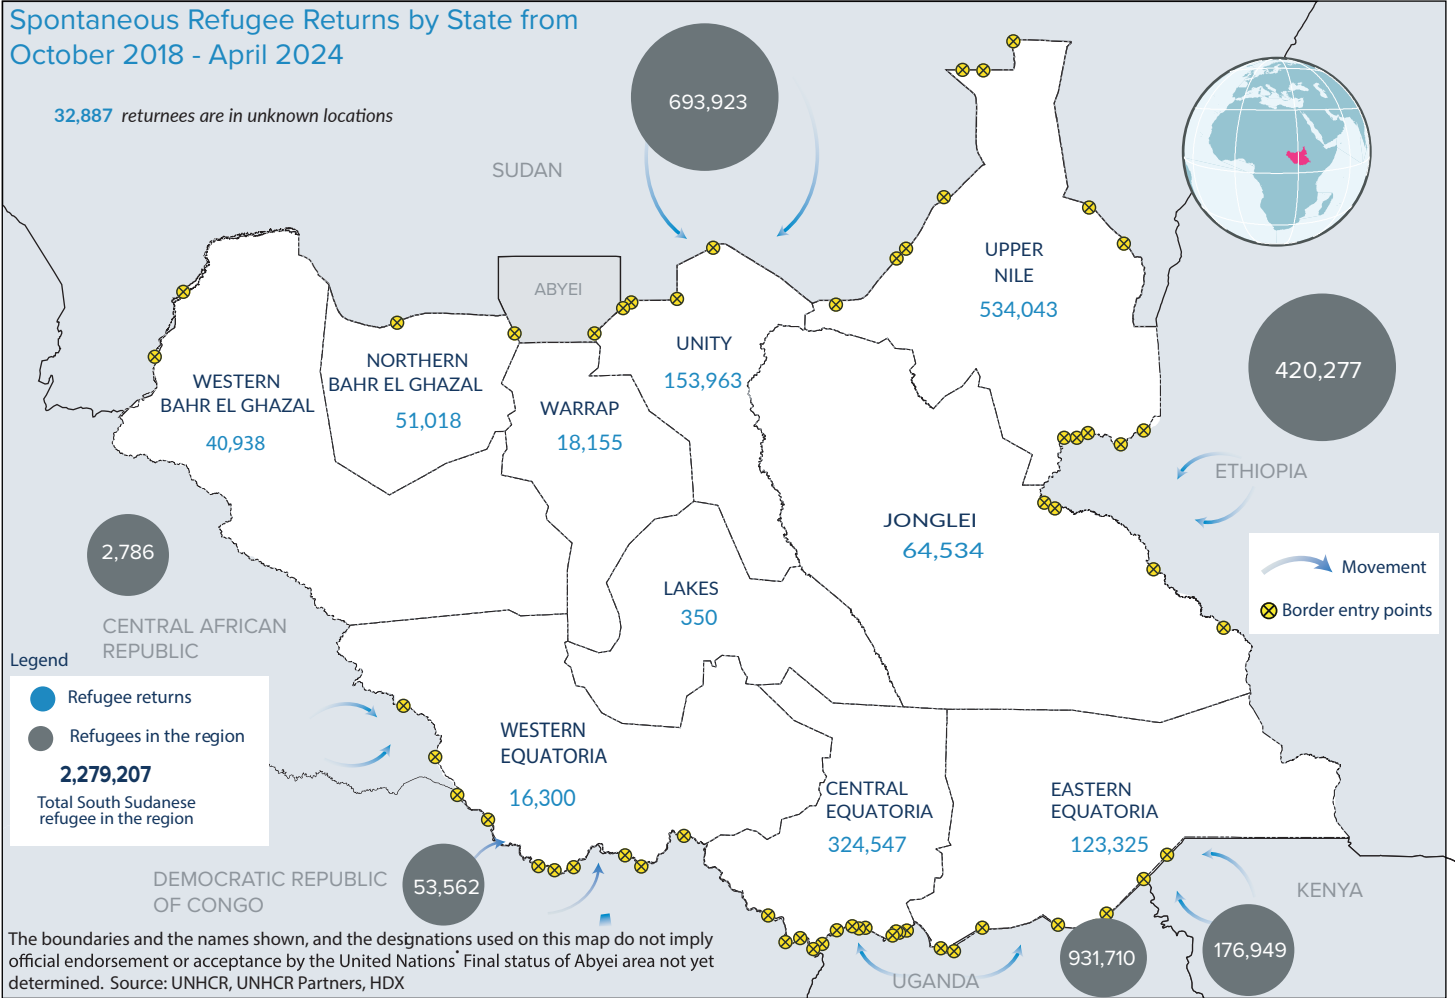 Spontaneous Refugee Returns by State from
October 2018 - April 2024
32,887 returnees are in unknown locations
693,923
SUDAN
ABYEI
UPPER
NILE
534,043
UNITY
153,963
NORTHERN
BAHR EL GHAZAL
51,018
WESTERN
BAHR EL GHAZAL
40,938
WARRAP
18,155
420,277
ETHIOPIA
JONGLEI
64,534
2,786
CENTRAL AFRICAN
REPUBLIC
LAKES
350
Movement
Border entry points
Legend
Refugee returns
Refugees in the region
2,279,207
Total South Sudanese
refugee in the region
WESTERN
EQUATORIA
16,300
CENTRAL
EQUATORIA
324,547
EASTERN
EQUATORIA
123,325
DEMOCRATIC REPUBLIC
OF CONGO
53,562
KENYA
176,949
931,710
UGANDA
The boundaries and the names shown, and the designations used on this map do not imply
official endorsement or acceptance by the United Nations* Final status of Abyei area not yet
determined. Source: UNHCR, UNHCR Partners, HDX